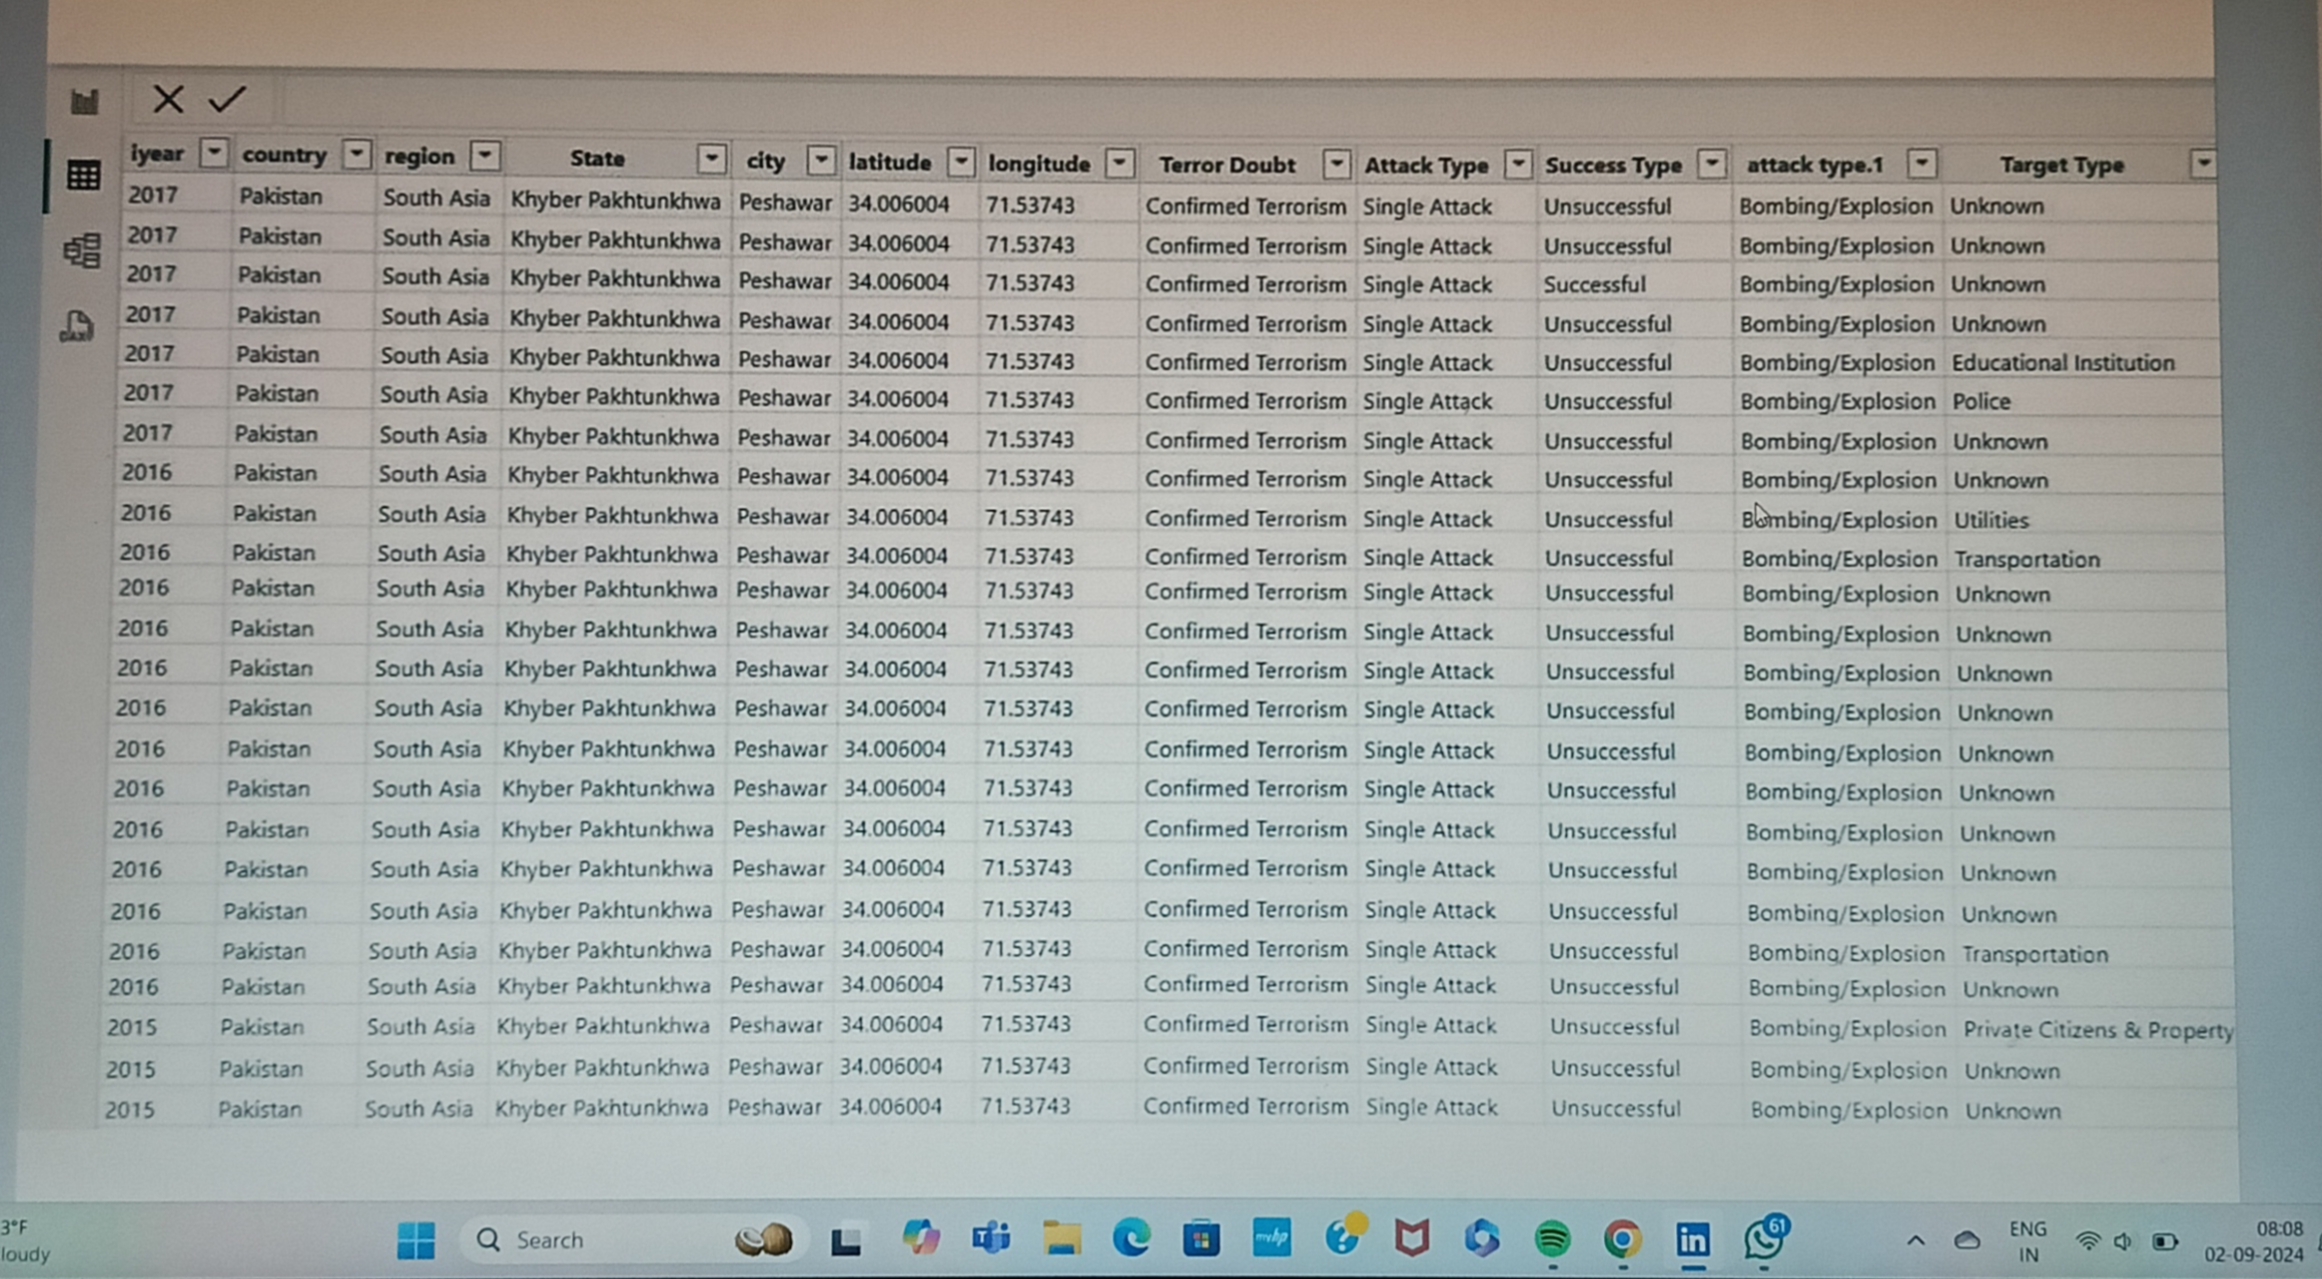 iyear country region State city latitude longitude Terror Doubt Attack Type Success Type attack type.1 Target Type
2017 Pakistan South Asia Khyber Pakhtunkhwa Peshawar 34.006004 71.53743 Confirmed Terrorism Single Attack Unsuccessful Bombing/Explosion Unknown
2017 Pakistan South Asia Khyber Pakhtunkhwa Peshawar 34.006004 71.53743 Confirmed Terrorism Single Attack Unsuccessful Bombing/Explosion Unknown
2017 Pakistan South Asia Khyber Pakhtunkhwa Peshawar 34.006004 71.53743 Confirmed Terrorism Single Attack Successful Bombing/Explosion Unknown
2017 Pakistan South Asia Khyber Pakhtunkhwa Peshawar 34.006004 71.53743 Confirmed Terrorism Single Attack Unsuccessful Bombing/Explosion Unknown
2017 Pakistan South Asia Khyber Pakhtunkhwa Peshawar 34.006004 71.53743 Confirmed Terrorism Single Attack Unsuccessful Bombing/Explosion Educational Institution
2017 Pakistan South Asia Khyber Pakhtunkhwa Peshawar 34.006004 71.53743 Confirmed Terrorism Single Attack Unsuccessful Bombing/Explosion Police
2017 Pakistan South Asia Khyber Pakhtunkhwa Peshawar 34.006004 71.53743 Confirmed Terrorism Single Attack Unsuccessful Bombing/Explosion Unknown
2016 Pakistan South Asia Khyber Pakhtunkhwa Peshawar 34.006004 71.53743 Confirmed Terrorism Single Attack Unsuccessful Bombing/Explosion Unknown
2016 Pakistan South Asia Khyber Pakhtunkhwa Peshawar 34.006004 71.53743 Confirmed Terrorism Single Attack Unsuccessful Bombing/Explosion Utilities
2016 Pakistan South Asia Khyber Pakhtunkhwa Peshawar 34.006004 71.53743 Confirmed Terrorism Single Attack Unsuccessful Bombing/Explosion Transportation
2016 Pakistan South Asia Khyber Pakhtunkhwa Peshawar 34.006004 71.53743 Confirmed Terrorism Single Attack Unsuccessful Bombing/Explosion Unknown
2016 Pakistan South Asia Khyber Pakhtunkhwa Peshawar 34.006004 71.53743 Confirmed Terrorism Single Attack Unsuccessful Bombing/Explosion Unknown
2016 Pakistan South Asia Khyber Pakhtunkhwa Peshawar 34.006004 71.53743 Confirmed Terrorism Single Attack Unsuccessful Bombing/Explosion Unknown
2016 Pakistan South Asia Khyber Pakhtunkhwa Peshawar 34.006004 71.53743 Confirmed Terrorism Single Attack Unsuccessful Bombing/Explosion Unknown
2016 Pakistan South Asia Khyber Pakhtunkhwa Peshawar 34.006004 71.53743 Confirmed Terrorism Single Attack Unsuccessful Bombing/Explosion Unknown
2016 Pakistan South Asia Khyber Pakhtunkhwa Peshawar 34.006004 71.53743 Confirmed Terrorism Single Attack Unsuccessful Bombing/Explosion Unknown
2016 Pakistan South Asia Khyber Pakhtunkhwa Peshawar 34.006004 71.53743 Confirmed Terrorism Single Attack Unsuccessful Bombing/Explosion Unknown
2016 Pakistan South Asia Khyber Pakhtunkhwa Peshawar 34.006004 71.53743 Confirmed Terrorism Single Attack Unsuccessful Bombing/Explosion Unknown
2016 Pakistan South Asia Khyber Pakhtunkhwa Peshawar 34.006004 71.53743 Confirmed Terrorism Single Attack Unsuccessful Bombing/Explosion Unknown
2016 Pakistan South Asia Khyber Pakhtunkhwa Peshawar 34.006004 71.53743 Confirmed Terrorism Single Attack Unsuccessful Bombing/Explosion Transportation
2016 Pakistan South Asia Khyber Pakhtunkhwa Peshawar 34.006004 71.53743 Confirmed Terrorism Single Attack Unsuccessful Bombing/Explosion Unknown
2015 Pakistan South Asia Khyber Pakhtunkhwa Peshawar 34.006004 71.53743 Confirmed Terrorism Single Attack Unsuccessful Bombing/Explosion Private Citizens & Property
2015 Pakistan South Asia Khyber Pakhtunkhwa Peshawar 34.006004 71.53743 Confirmed Terrorism Single Attack Unsuccessful Bombing/Explosion Unknown
2015 Pakistan South Asia Khyber Pakhtunkhwa Peshawar 34.006004 71.53743 Confirmed Terrorism Single Attack Unsuccessful Bombing/Explosion Unknown
DAX
3°F
loudy
Search
myhp
in
61
ENG
IN
08:08
02-09-2024